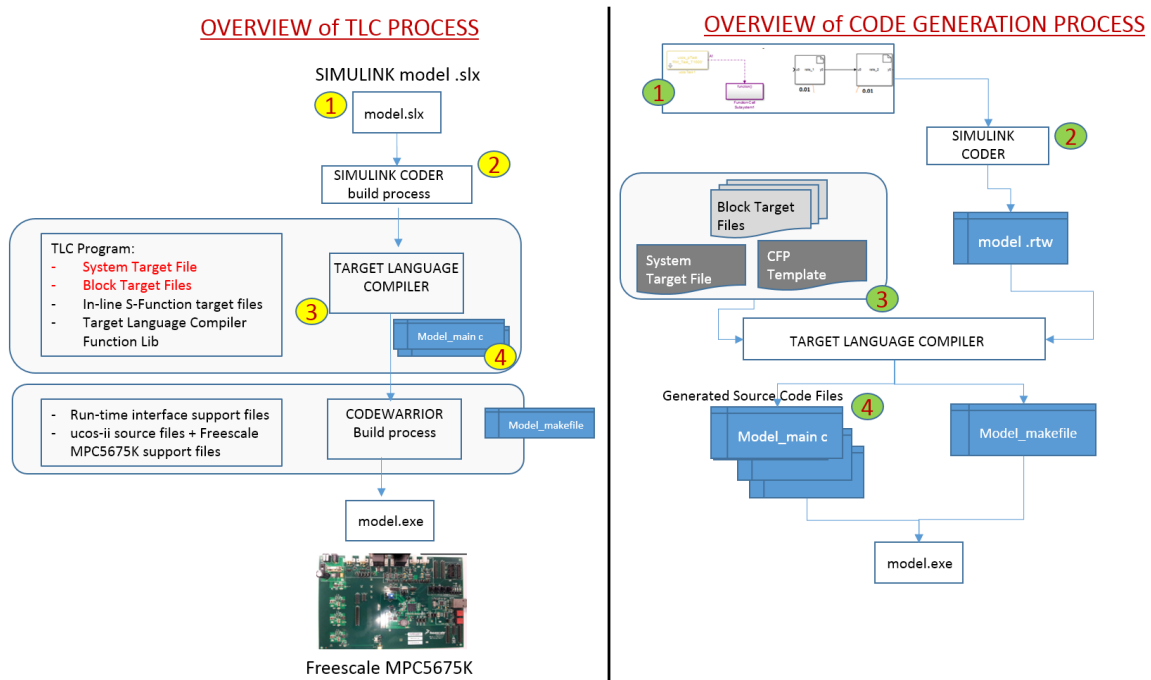 OVERVIEW of TLC PROCESS
SIMULINK model .slx
1
model.slx
2
SIMULINK CODER
build process
TLC Program:
- System Target File
- Block Target Files
- In-line S-Function target files
- Target Language Compiler
Function Lib
TARGET LANGUAGE
COMPILER
3
Model_main c
4
- Run-time interface support files
- ucos-ii source files + Freescale
MPC5675K support files
CODEWARRIOR
Build process
Model_makefile
model.exe
Freescale MPC5675K
OVERVIEW of CODE GENERATION PROCESS
1
function()
Function-Call
Subsystem
0.01
0.01
2
SIMULINK
CODER
Block Target
Files
System
Target File
CFP
Template
3
model .rtw
TARGET LANGUAGE COMPILER
Generated Source Code Files
4
Model_main c
Model_makefile
model.exe